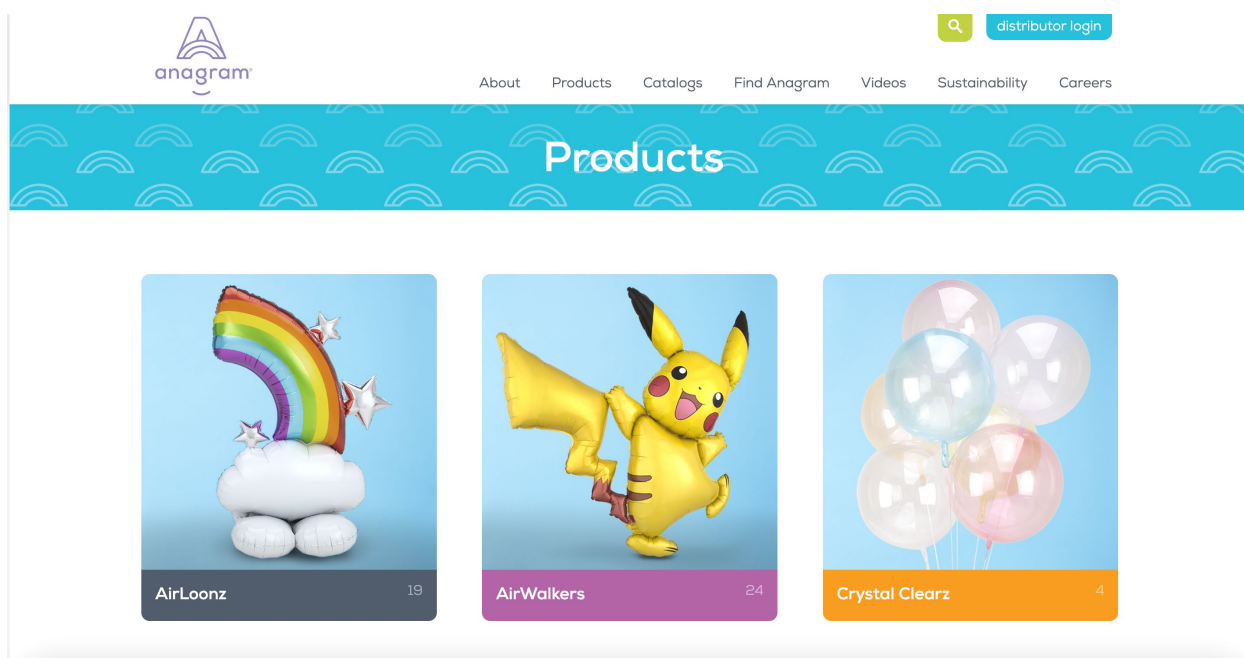 distributor login
anagram
About Products Catalogs Find Anagram Videos Sustainability Careers
Products
AirLoonz 19
AirWalkers 24
Crystal Clearz 4